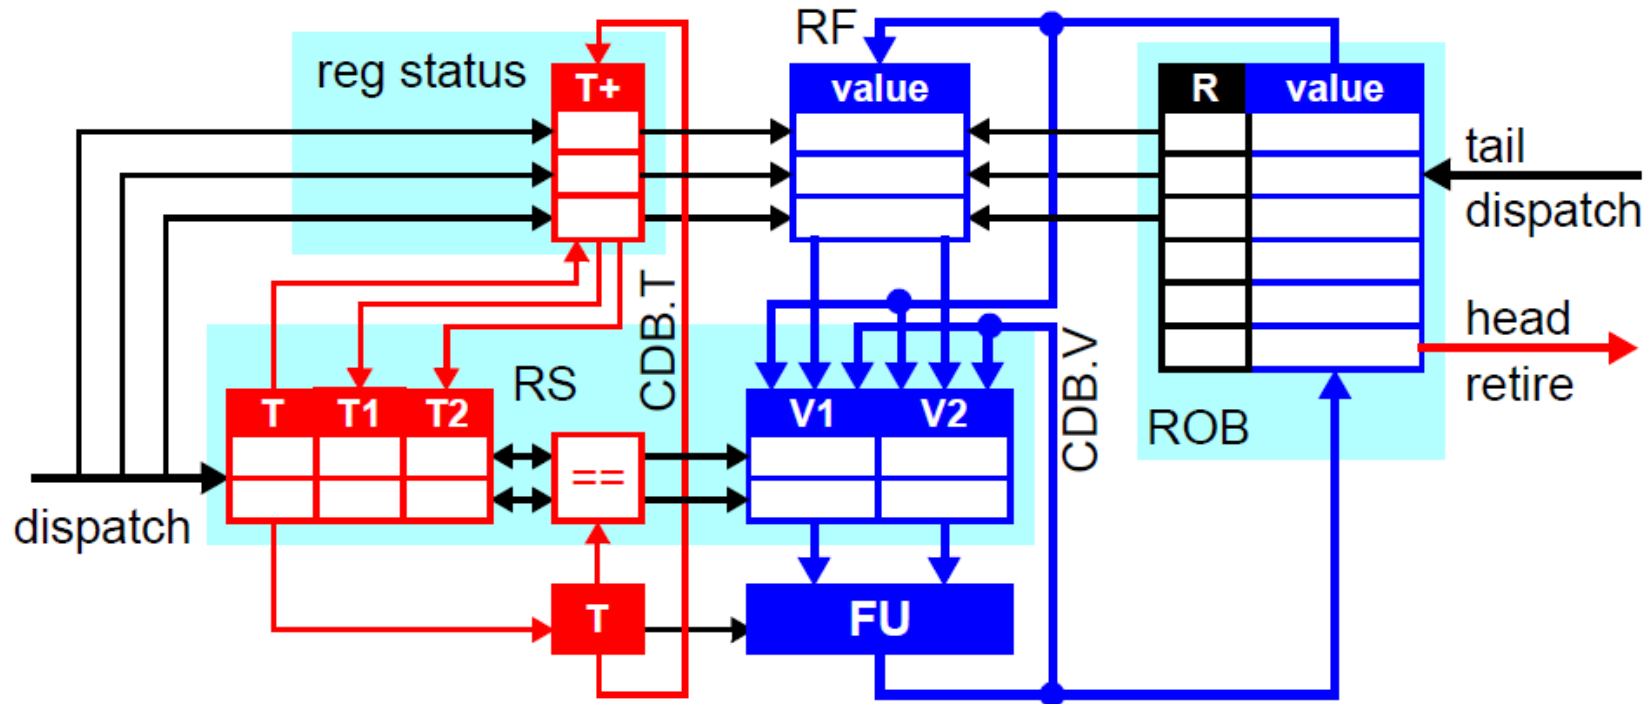 RF
reg status
T+
value
R
value
tail
dispatch
CDB.T
head
retire
RS
T
T1
T2
V1
V2
CDB.V
ROB
==
dispatch
T
FU